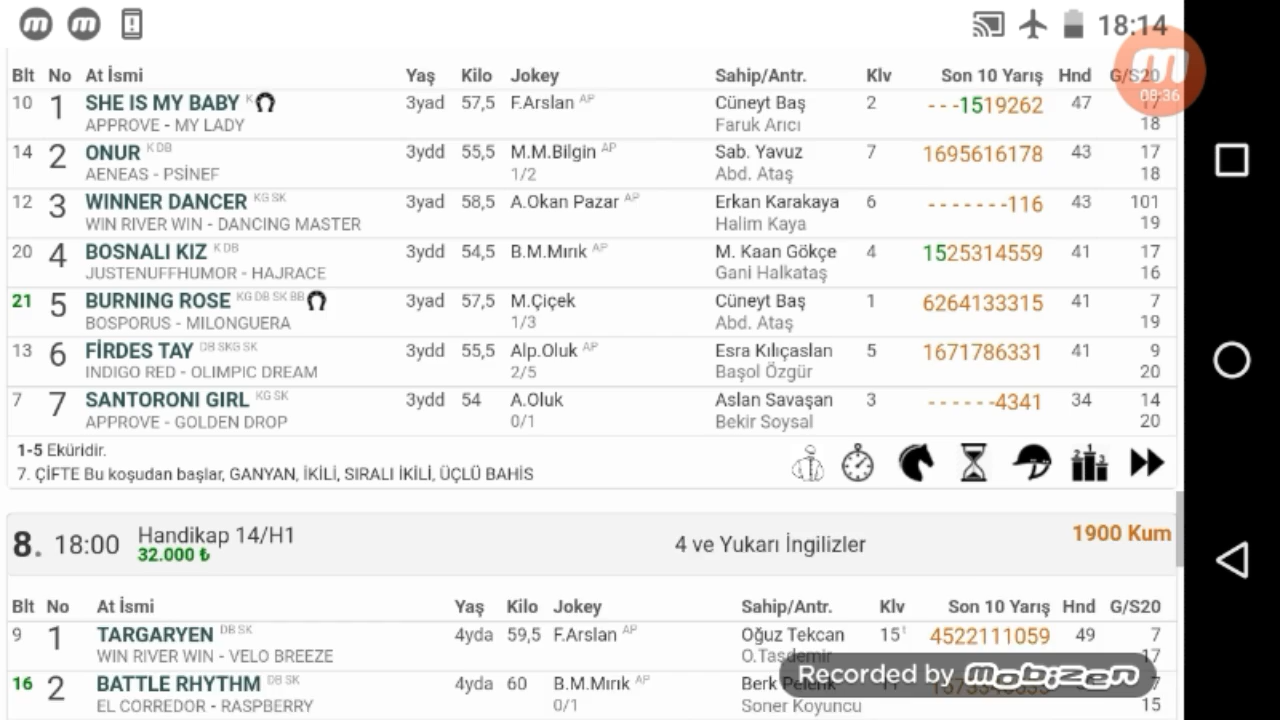 18:14
08:36
Blt No At İsmi Yaş Kilo Jokey Sahip/Antr. Klv Son 10 Yarış Hnd G/S20
10 1 SHE IS MY BABY K 3yad 57,5 F.Arslan AP Cüneyt Baş 2 - - -1519262 47 17
APPROVE - MY LADY Faruk Arıcı 18
14 2 ONUR K DB 3ydd 55,5 M.M.Bilgin AP Sab. Yavuz 7 1695616178 43 17
AENEAS - PSİNEF 1/2 Abd. Ataş 18
12 3 WINNER DANCER KG SK 3yad 58,5 A.Okan Pazar AP Erkan Karakaya 6 - - - - - - -116 43 101
WIN RIVER WIN - DANCING MASTER Halim Kaya 19
20 4 BOSNALI KIZ K DB 3ydd 54,5 B.M.Mırık AP M. Kaan Gökçe 4 1525314559 41 17
JUSTENUFFHUMOR - HAJRACE Gani Halkataş 16
21 5 BURNING ROSE KG DB SK BB 3yad 57,5 M.Çiçek Cüneyt Baş 1 6264133315 41 7
BOSPORUS - MILONGUERA 1/3 Abd. Ataş 19
13 6 FİRDES TAY DB SKG SK 3ydd 55,5 Alp.Oluk AP Esra Kılıçaslan 5 1671786331 41 9
INDIGO RED - OLIMPIC DREAM 2/5 Başol Özgür 20
7 7 SANTORONI GIRL KG SK 3ydd 54 A.Oluk Aslan Savaşan 3 - - - - - -4341 34 14
APPROVE - GOLDEN DROP 0/1 Bekir Soysal 20
1-5 Eküridir.
7. ÇİFTE Bu koşudan başlar, GANYAN, İKİLİ, SIRALI İKİLİ, ÜÇLÜ BAHİS
8. 18:00 Handikap 14/H1 4 ve Yukarı İngilizler 1900 Kum
32.000 ₺
Blt No At İsmi Yaş Kilo Jokey Sahip/Antr. Klv Son 10 Yarış Hnd G/S20
9 1 TARGARYEN DB SK 4yda 59,5 F.Arslan AP Oğuz Tekcan 15t 4522111059 49 7
WIN RIVER WIN - VELO BREEZE O.Taşdemir 17
16 2 BATTLE RHYTHM DB SK 4yda 60 B.M.Mırık AP Berk 7
EL CORREDOR - RASPBERRY 0/1 Soner Koyuncu 15
Recorded by mobizen